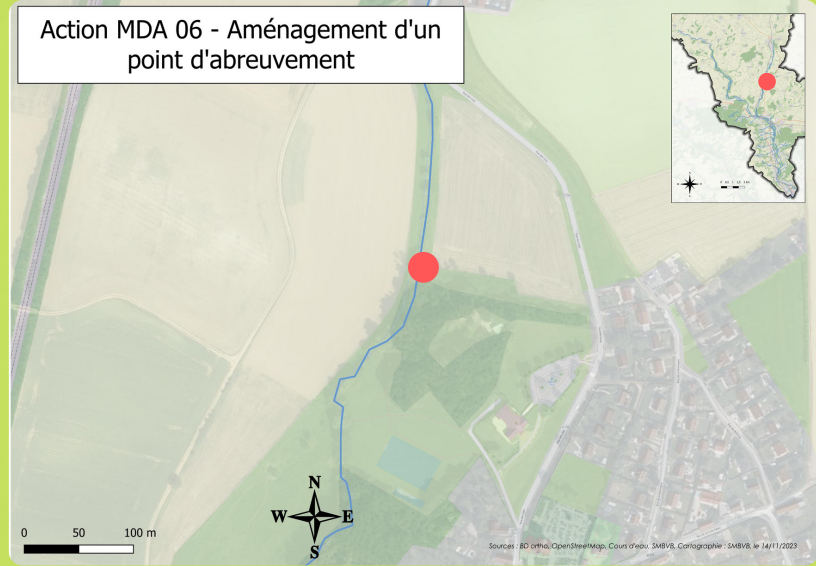 Action MDA 06 - Aménagement d'un
point d'abreuvement
N
W E
S
0 50 100 m
Sources : BD ortho, OpenStreetMap, Cours d'eau, SMBVB, Cartographie : SMBVB, le 14/11/2023